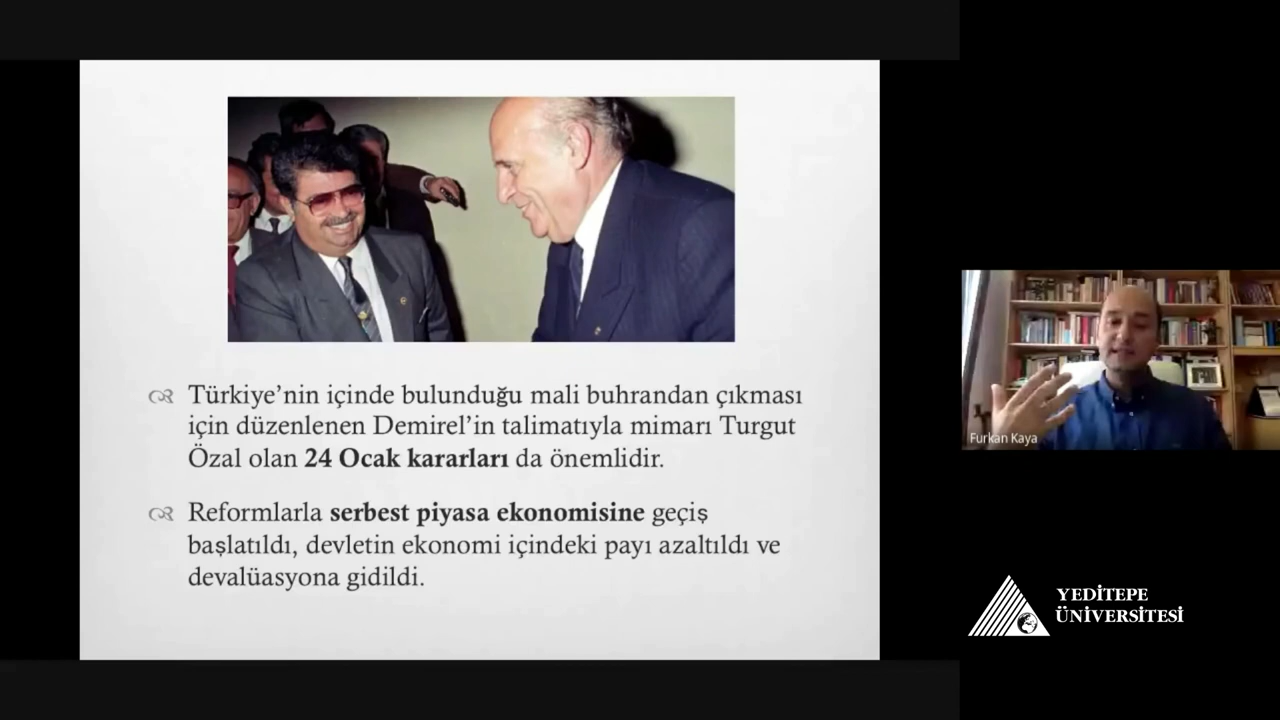 Türkiye’nin içinde bulunduğu mali buhrandan çıkması
için düzenlenen Demirel’in talimatıyla mimarı Turgut
Özal olan 24 Ocak kararları da önemlidir.
Reformlarla serbest piyasa ekonomisine geçiş
başlatıldı, devletin ekonomi içindeki payı azaltıldı ve
devalüasyona gidildi.
Furkan Kaya
YEDİTEPE
ÜNİVERSİTESİ